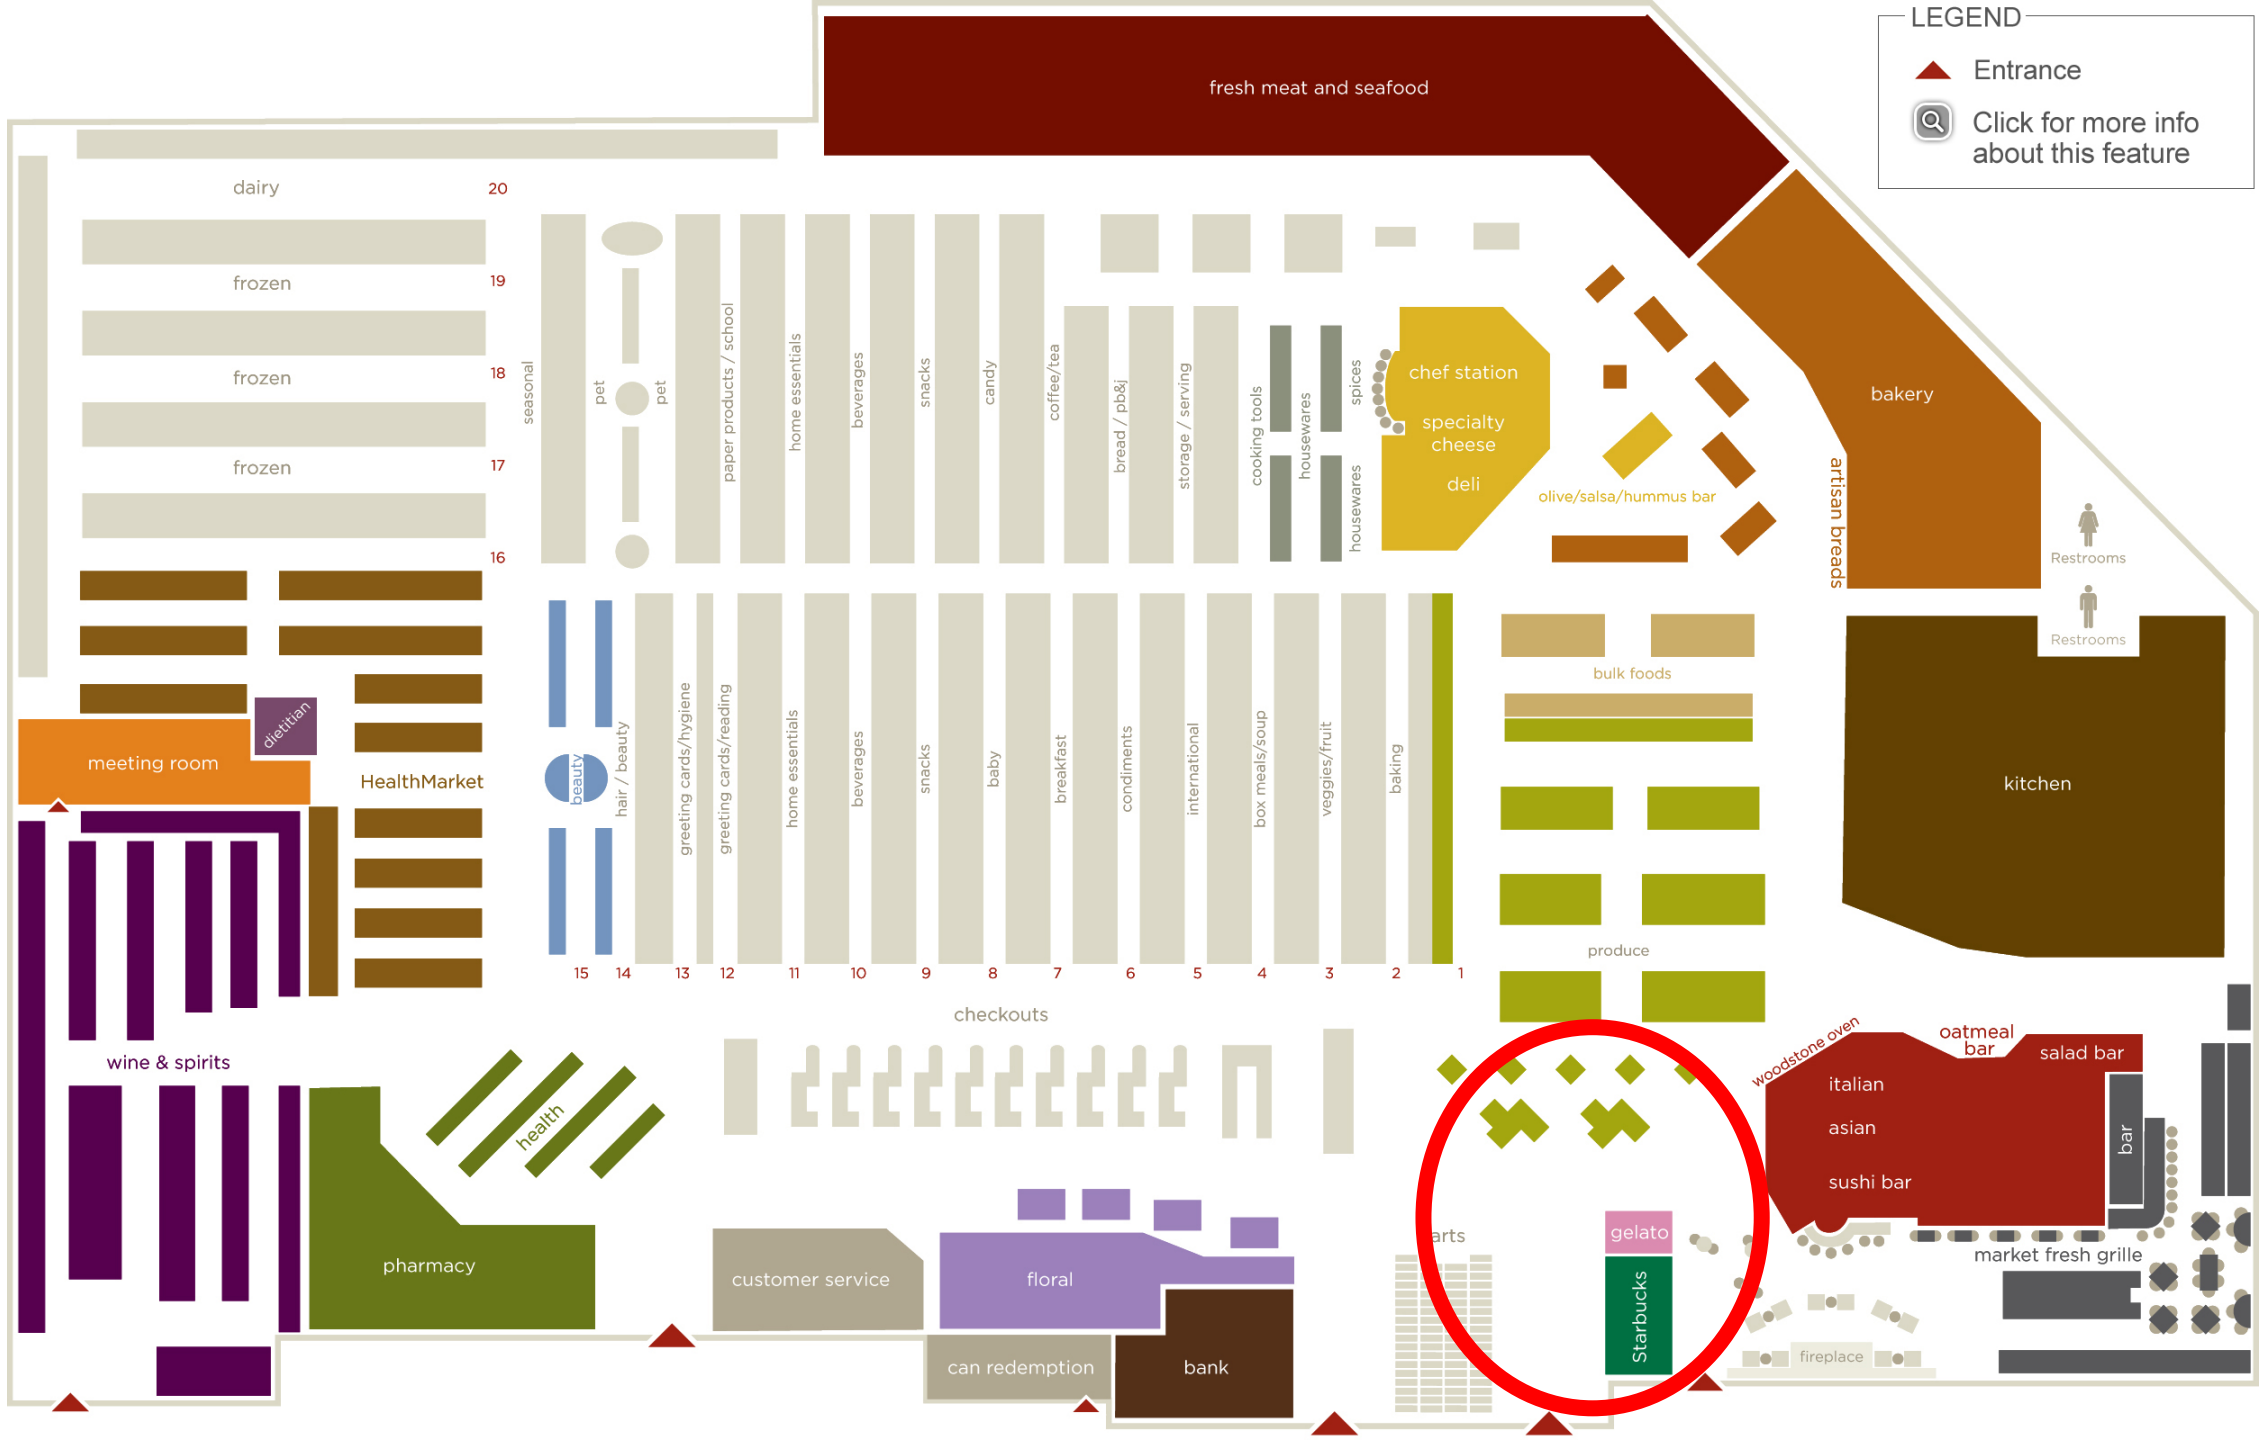 LEGEND
Entrance
Click for more info
about this feature
fresh meat and seafood
dairy
20
frozen
19
frozen
18
frozen
17
16
seasonal
pet
pet
paper products / school
home essentials
beverages
snacks
candy
coffee/tea
bread / pb&j
storage / serving
cooking tools
housewares
spices
housewares
chef station
specialty
cheese
deli
olive/salsa/hummus bar
bakery
artisan breads
Restrooms
Restrooms
bulk foods
kitchen
produce
dietitian
meeting room
HealthMarket
beauty
hair / beauty
greeting cards/hygiene
greeting cards/reading
home essentials
beverages
snacks
baby
breakfast
condiments
international
box meals/soup
veggies/fruit
baking
15
14
13
12
11
10
9
8
7
6
5
4
3
2
1
checkouts
wine & spirits
health
pharmacy
customer service
floral
can redemption
bank
arts
gelato
Starbucks
woodstone oven
oatmeal
bar
salad bar
italian
asian
sushi bar
bar
market fresh grille
fireplace